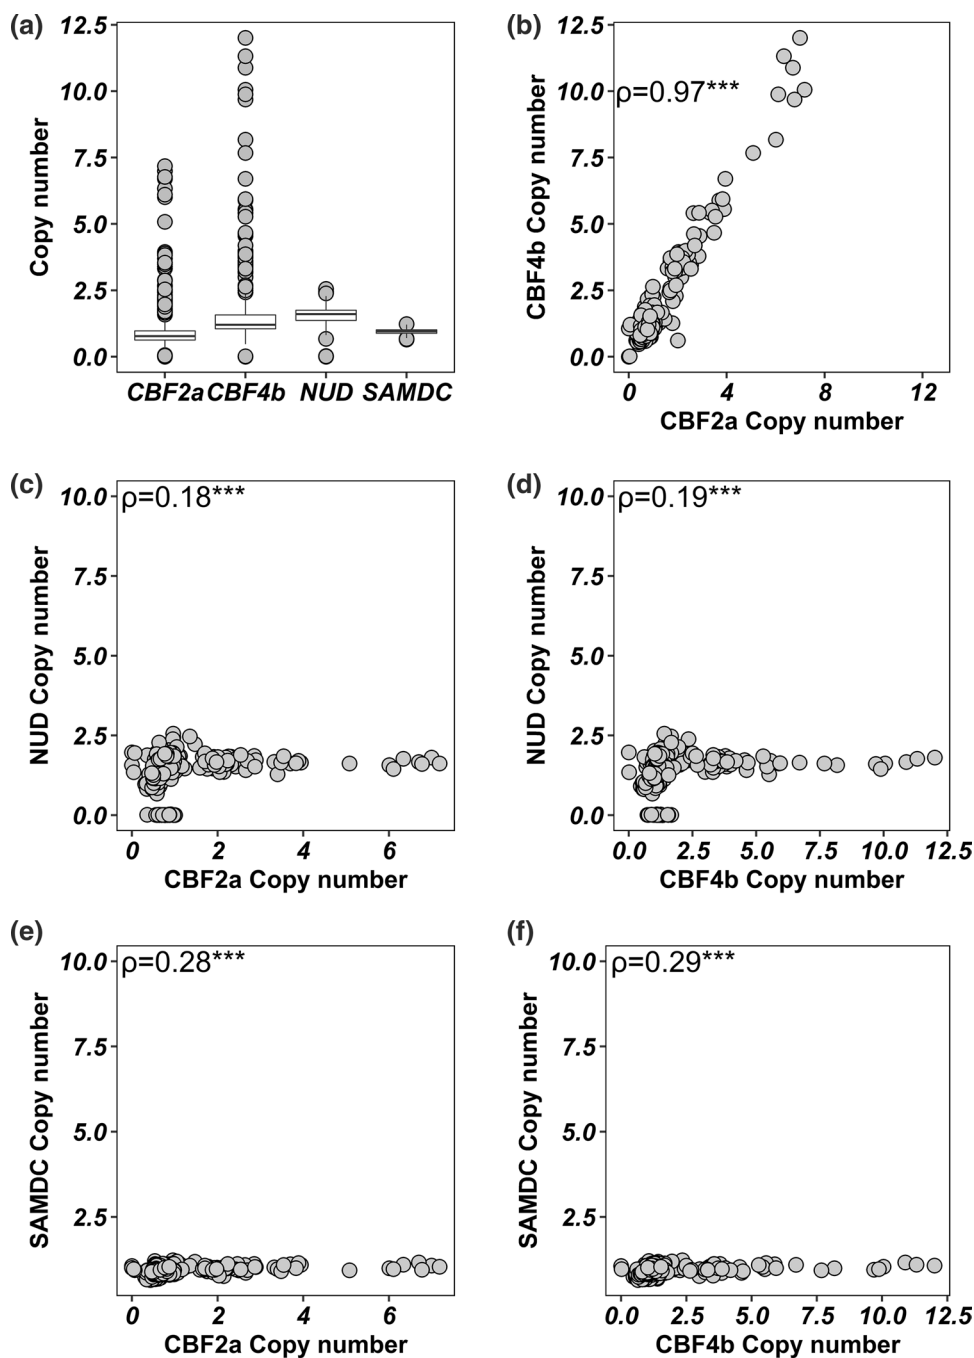 (a)
Copy number
12.5
10.0
7.5
5.0
2.5
0.0
CBF2a CBF4b NUD SAMDC
(b)
CBF4b Copy number
12.5
10.0
7.5
5.0
2.5
0.0
ρ=0.97***
0 4 8 12
CBF2a Copy number
(c)
NUD Copy number
10.0
7.5
5.0
2.5
0.0
ρ=0.18***
0 2 4 6
CBF2a Copy number
(d)
NUD Copy number
10.0
7.5
5.0
2.5
0.0
ρ=0.19***
0.0 2.5 5.0 7.5 10.0 12.5
CBF4b Copy number
(e)
SAMDC Copy number
10.0
7.5
5.0
2.5
ρ=0.28***
0 2 4 6
CBF2a Copy number
(f)
SAMDC Copy number
10.0
7.5
5.0
2.5
ρ=0.29***
0.0 2.5 5.0 7.5 10.0 12.5
CBF4b Copy number